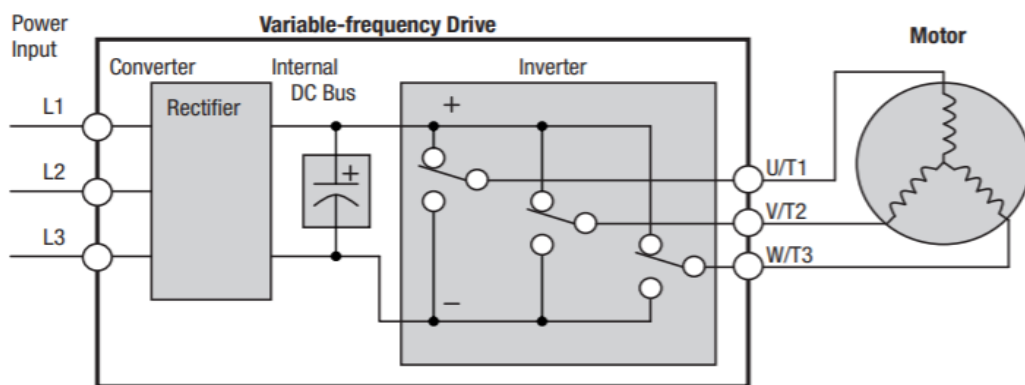 Power
Input
Variable-frequency Drive
Motor
Converter
Internal
DC Bus
Inverter
Rectifier
+
L1
+
L2
U/T1
V/T2
L3
W/T3
–